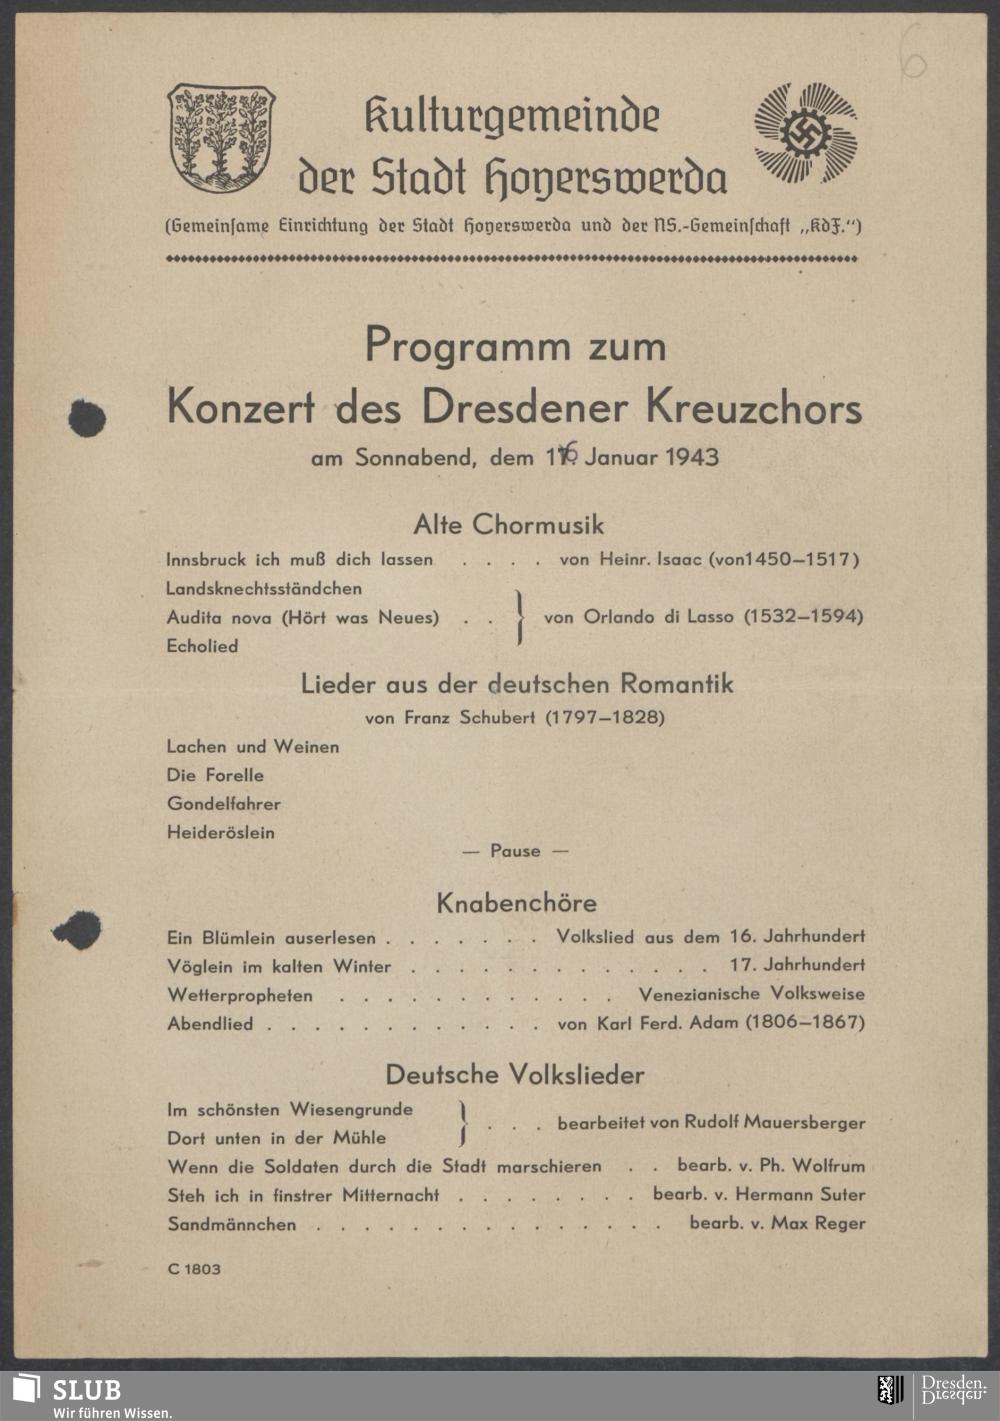 6
Kulturgemeinde
der Stadt Hoyerswerda
(Gemeinsame Einrichtung der Stadt Hoyerswerda und der NS.-Gemeinschaft „KdF.“)
Programm zum
Konzert des Dresdener Kreuzchors
am Sonnabend, dem 16. Januar 1943
Alte Chormusik
Innsbruck ich muß dich lassen . . . . von Heinr. Isaac (von1450–1517)
Landsknechtsständchen
Audita nova (Hört was Neues) . . } von Orlando di Lasso (1532–1594)
Echolied
Lieder aus der deutschen Romantik
von Franz Schubert (1797–1828)
Lachen und Weinen
Die Forelle
Gondelfahrer
Heideröslein
— Pause —
Knabenchöre
Ein Blümlein auserlesen . . . . . . . Volkslied aus dem 16. Jahrhundert
Vöglein im kalten Winter . . . . . . . . . . . . . 17. Jahrhundert
Wetterpropheten . . . . . . . . . . . . Venezianische Volksweise
Abendlied . . . . . . . . . . . . von Karl Ferd. Adam (1806–1867)
Deutsche Volkslieder
Im schönsten Wiesengrunde
} . . . bearbeitet von Rudolf Mauersberger
Dort unten in der Mühle
Wenn die Soldaten durch die Stadt marschieren . . bearb. v. Ph. Wolfrum
Steh ich in finstrer Mitternacht . . . . . . . . bearb. v. Hermann Suter
Sandmännchen . . . . . . . . . . . . . . . bearb. v. Max Reger
C 1803
SLUB
Wir führen Wissen.
Dresden.
Dresden.